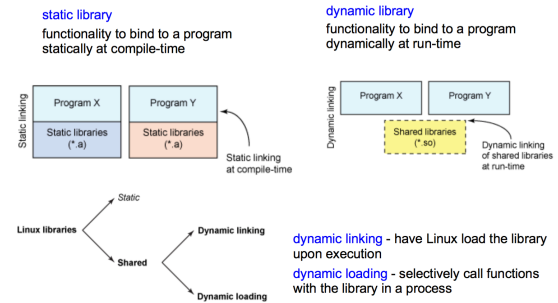 static library
functionality to bind to a program
statically at compile-time
dynamic library
functionality to bind to a program
dynamically at run-time
Static linking
Program X
Program Y
Static libraries
(*.a)
Static libraries
(*.a)
Static linking
at compile-time
Dynamic linking
Program X
Program Y
Shared libraries
(*.so)
Dynamic linking
of shared libraries
at run-time
Linux libraries
Static
Shared
Dynamic linking
Dynamic loading
dynamic linking - have Linux load the library
upon execution
dynamic loading - selectively call functions
with the library in a process